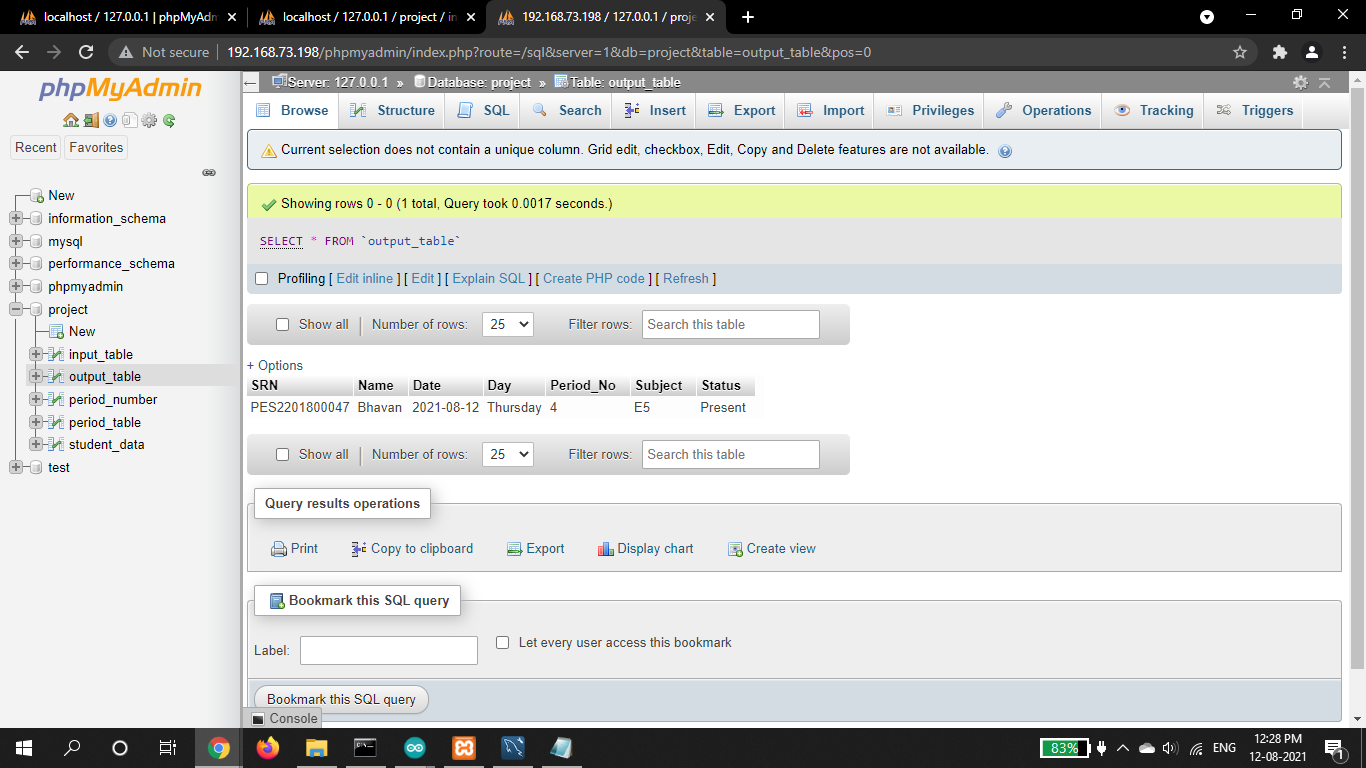 localhost / 127.0.0.1 | phpMyAdm
localhost / 127.0.0.1 / project / in
192.168.73.198 / 127.0.0.1 / proje
Not secure | 192.168.73.198/phpmyadmin/index.php?route=/sql&server=1&db=project&table=output_table&pos=0
phpMyAdmin
Recent Favorites
New
information_schema
mysql
performance_schema
phpmyadmin
project
New
input_table
output_table
period_number
period_table
student_data
test
Server: 127.0.0.1 » Database: project » Table: output_table
Browse Structure SQL Search Insert Export Import Privileges Operations Tracking Triggers
Current selection does not contain a unique column. Grid edit, checkbox, Edit, Copy and Delete features are not available.
Showing rows 0 - 0 (1 total, Query took 0.0017 seconds.)
SELECT * FROM `output_table`
Profiling [ Edit inline ] [ Edit ] [ Explain SQL ] [ Create PHP code ] [ Refresh ]
Show all | Number of rows: 25 Filter rows: Search this table
+ Options
SRN Name Date Day Period_No Subject Status
PES2201800047 Bhavan 2021-08-12 Thursday 4 E5 Present
Show all | Number of rows: 25 Filter rows: Search this table
Query results operations
Print Copy to clipboard Export Display chart Create view
Bookmark this SQL query
Label: Let every user access this bookmark
Bookmark this SQL query
Console
83% ENG 12:28 PM
12-08-2021
1